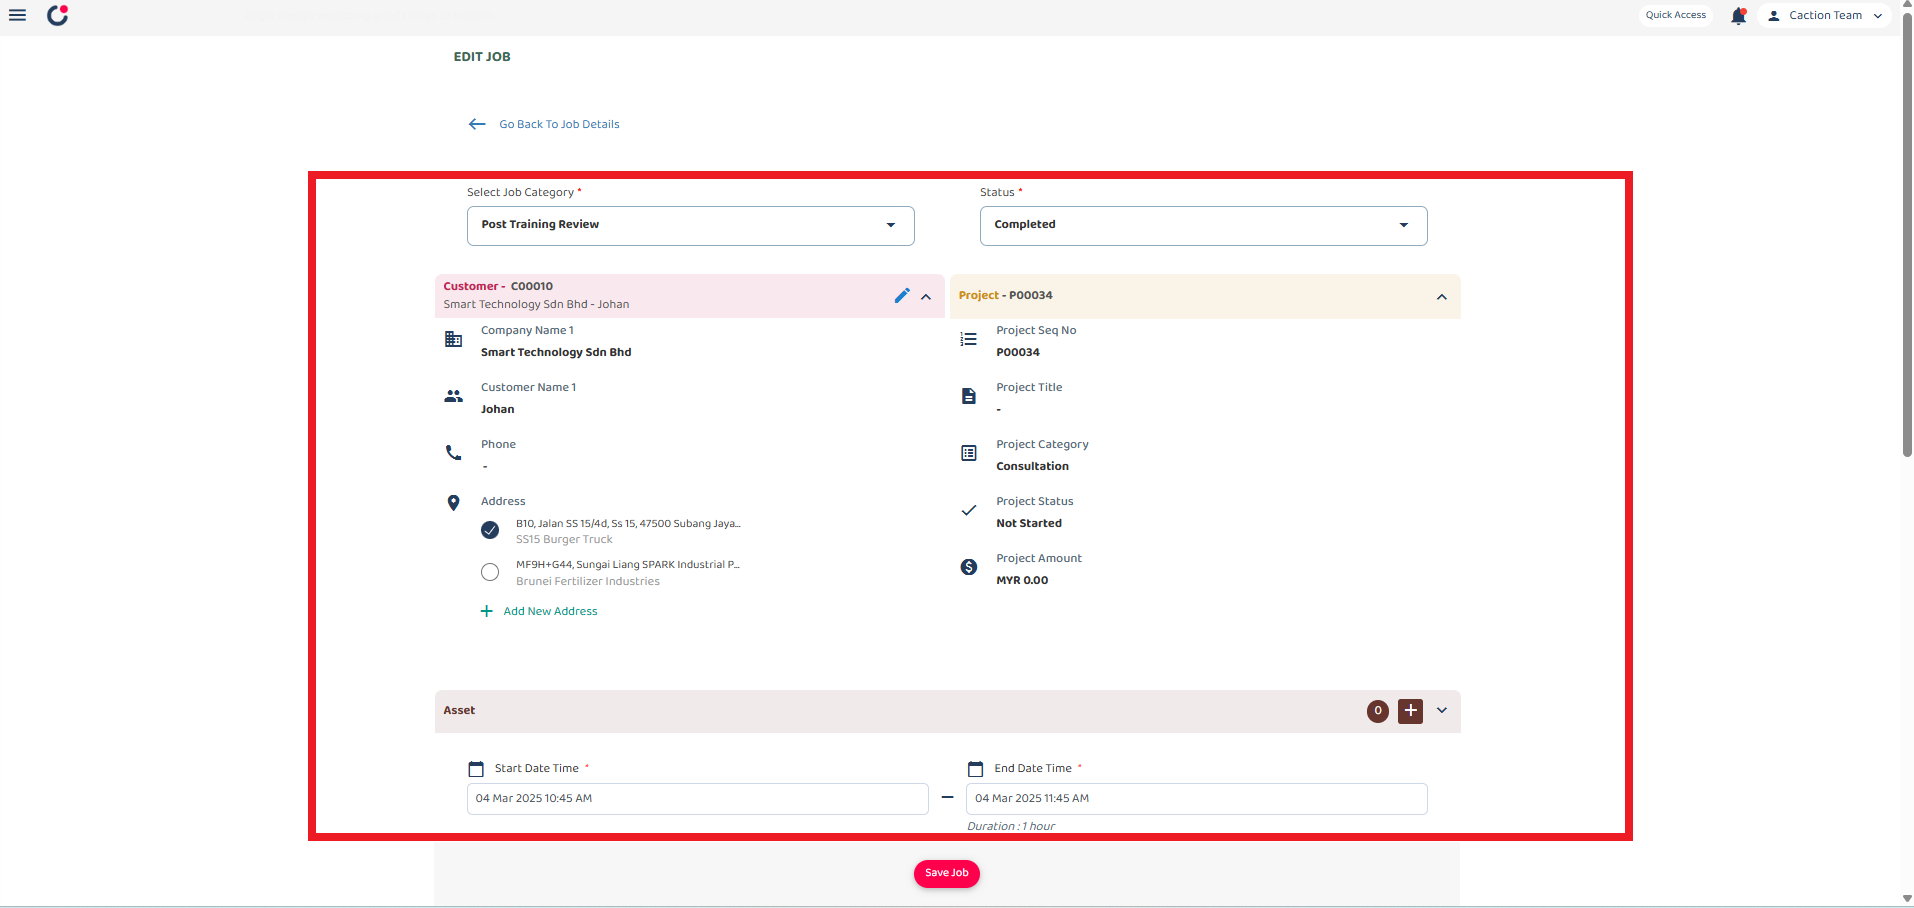 Quick Access
Caction Team
EDIT JOB
Go Back To Job Details
Select Job Category *
Status *
Post Training Review
Completed
Customer - C00010
Smart Technology Sdn Bhd - Johan
Project - P00034
Company Name 1
Smart Technology Sdn Bhd
Customer Name 1
Johan
Phone
-
Address
B10, Jalan SS 15/4d, Ss 15, 47500 Subang Jaya...
SS15 Burger Truck
MF9H+G44, Sungai Liang SPARK Industrial P...
Brunei Fertilizer Industries
+ Add New Address
Project Seq No
P00034
Project Title
-
Project Category
Consultation
Project Status
Not Started
Project Amount
MYR 0.00
Asset
0
Start Date Time *
04 Mar 2025 10:45 AM
End Date Time *
04 Mar 2025 11:45 AM
Duration : 1 hour
Save Job